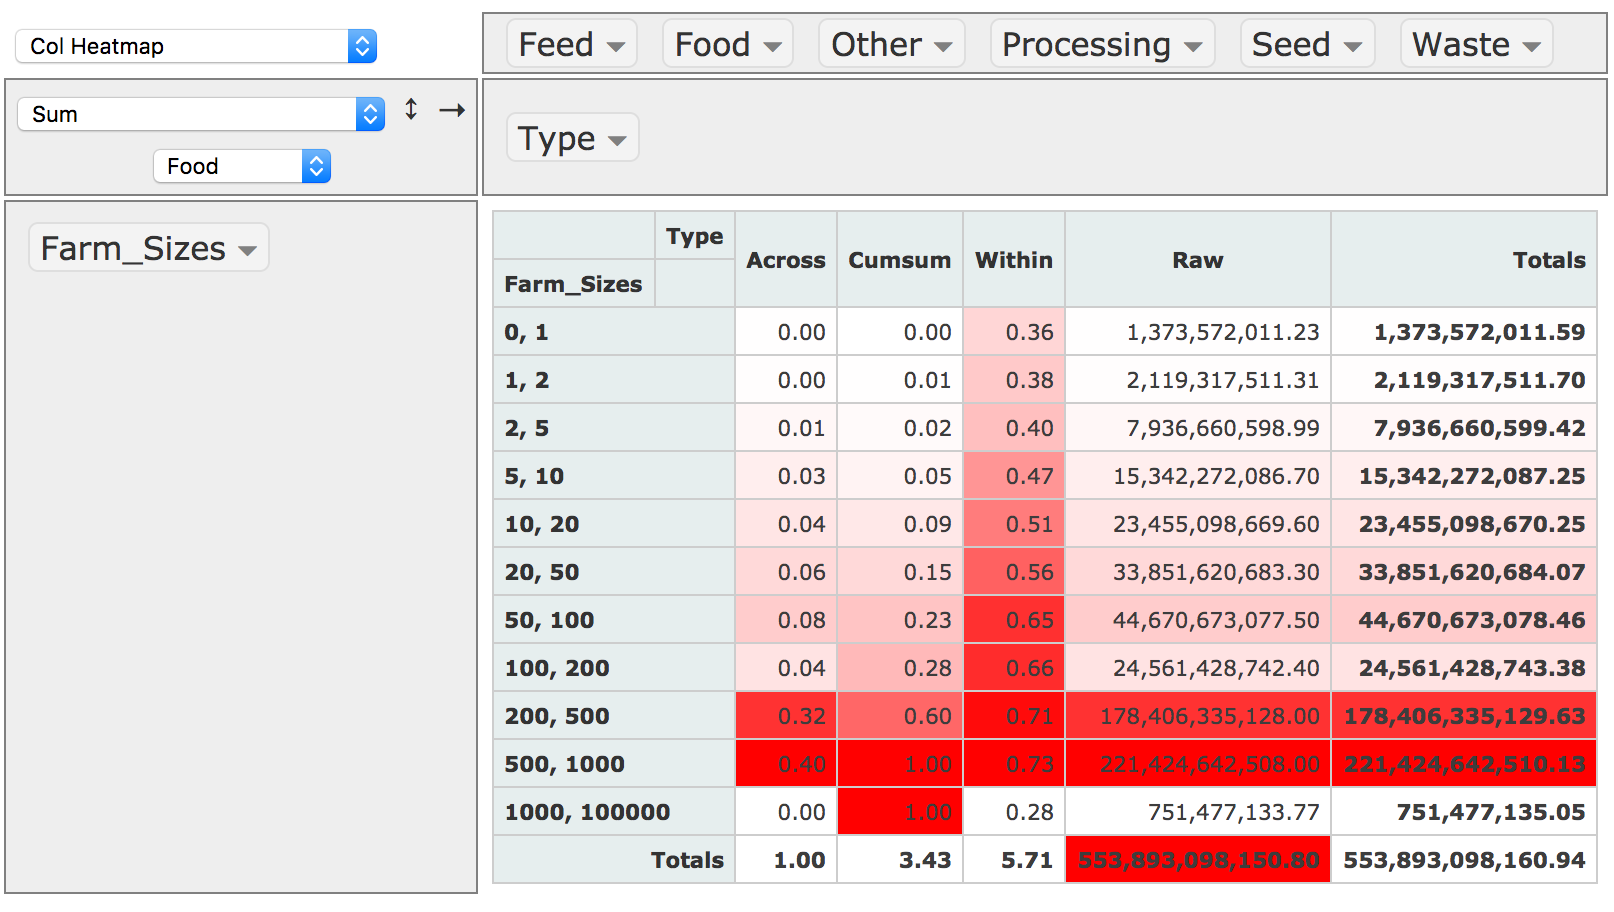 Col Heatmap
Feed Food Other Processing Seed Waste
Sum ↕ →
Food
Type
Farm_Sizes
Type Across Cumsum Within Raw Totals
Farm_Sizes
0, 1 0.00 0.00 0.36 1,373,572,011.23 1,373,572,011.59
1, 2 0.00 0.01 0.38 2,119,317,511.31 2,119,317,511.70
2, 5 0.01 0.02 0.40 7,936,660,598.99 7,936,660,599.42
5, 10 0.03 0.05 0.47 15,342,272,086.70 15,342,272,087.25
10, 20 0.04 0.09 0.51 23,455,098,669.60 23,455,098,670.25
20, 50 0.06 0.15 0.56 33,851,620,683.30 33,851,620,684.07
50, 100 0.08 0.23 0.65 44,670,673,077.50 44,670,673,078.46
100, 200 0.04 0.28 0.66 24,561,428,742.40 24,561,428,743.38
200, 500 0.32 0.60 0.71 178,406,335,128.00 178,406,335,129.63
500, 1000 0.40 1.00 0.73 221,424,642,508.00 221,424,642,510.13
1000, 100000 0.00 1.00 0.28 751,477,133.77 751,477,135.05
Totals 1.00 3.43 5.71 553,893,098,150.80 553,893,098,160.94